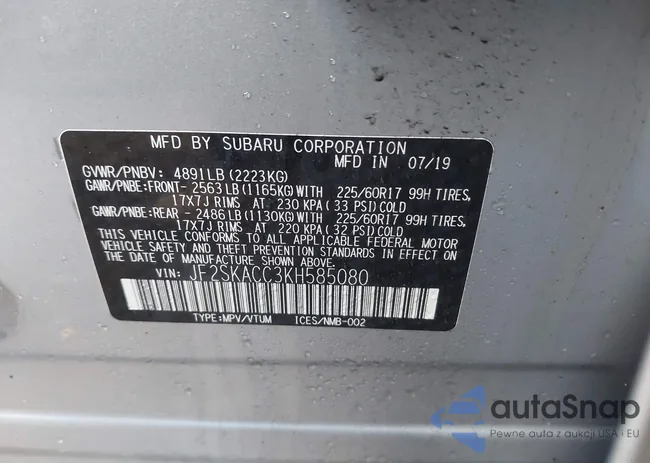 MFD BY SUBARU CORPORATION
MFD IN 07/19
GVWR/PNBV: 4891LB(2223KG)
GAWR/PNBE:FRONT- 2563LB(1165KG)WITH 225/60R17 99H TIRES,
17X7J RIMS AT 230 KPA(33 PSI)COLD
GAWR/PNBE:REAR -2486LB(1130KG)WITH 225/60R17 99H TIRES,
17X7J RIMS AT 220 KPA(32 PSI)COLD
THIS VEHICLE CONFORMS TO ALL APPLICABLE FEDERAL MOTOR
VEHICLE SAFETY AND THEFT PREVENTION STANDARDS IN EFFECT ON
THE DATE OF MANUFACTURE SHOWN ABOVE.
VIN: JF2SKACC3KH585080
TYPE:MPV/VTUM ICES/NMB-002
autaSnap
Pewne auta z aukcji USA i EU